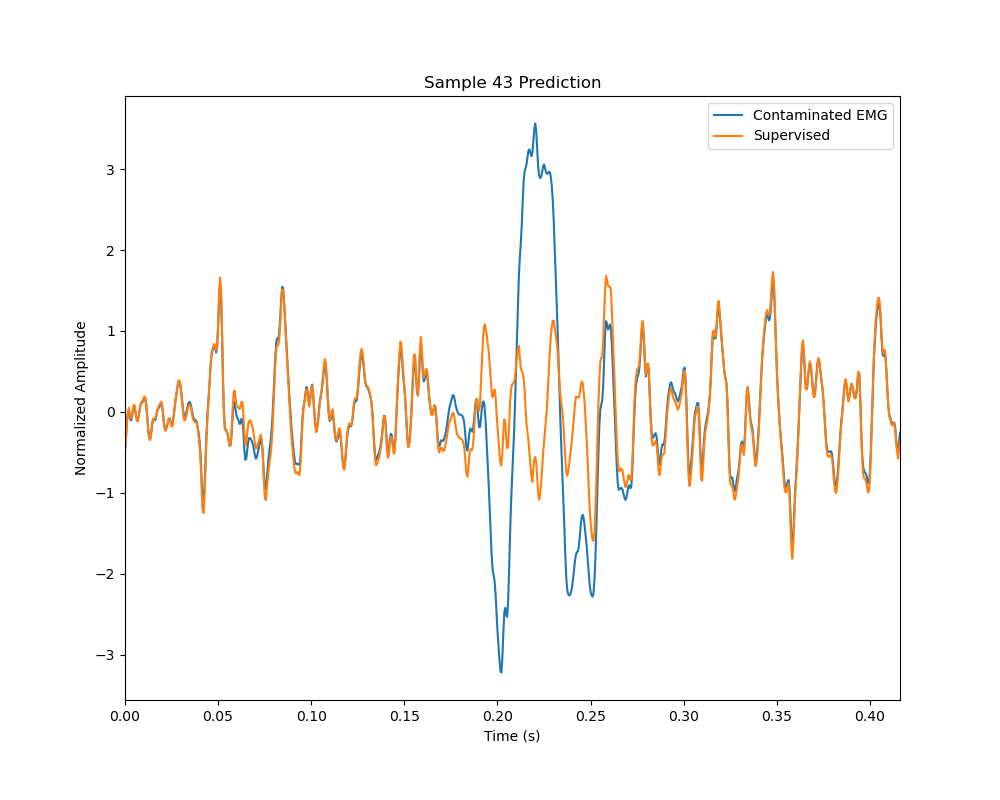 Sample 43 Prediction
Contaminated EMG
Supervised
Normalized Amplitude
3
2
1
0
−1
−2
−3
0.00 0.05 0.10 0.15 0.20 0.25 0.30 0.35 0.40
Time (s)